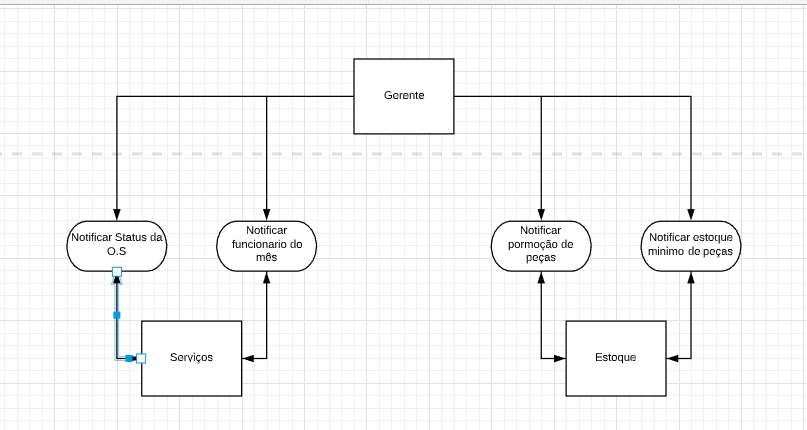 Gerente
Notificar Status da
O.S
Notificar
funcionario do
mês
Notificar
pormoção de
peças
Notificar estoque
minimo de peças
Serviços
Estoque